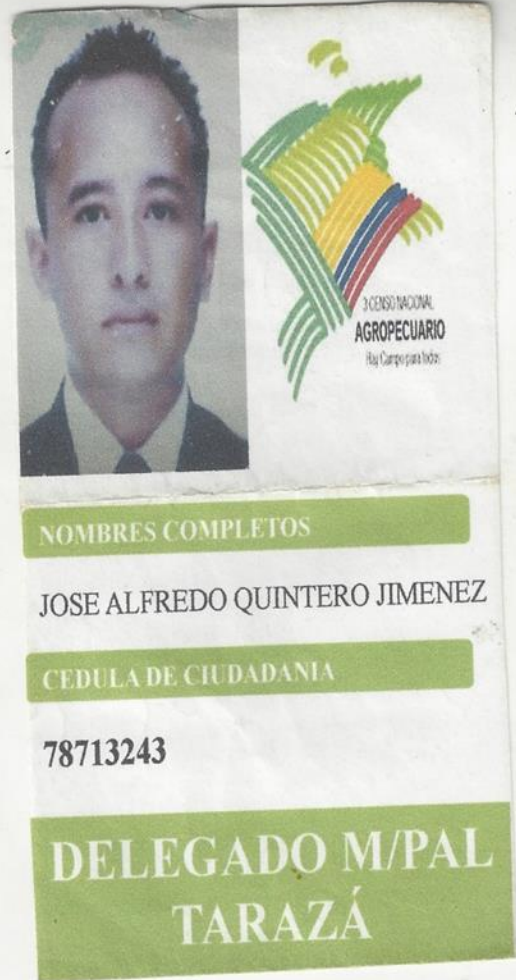 3 CENSO NACIONAL
AGROPECUARIO
Hay Campo para todos
NOMBRES COMPLETOS
JOSE ALFREDO QUINTERO JIMENEZ
CEDULA DE CIUDADANIA
78713243
DELEGADO M/PAL
TARAZÁ